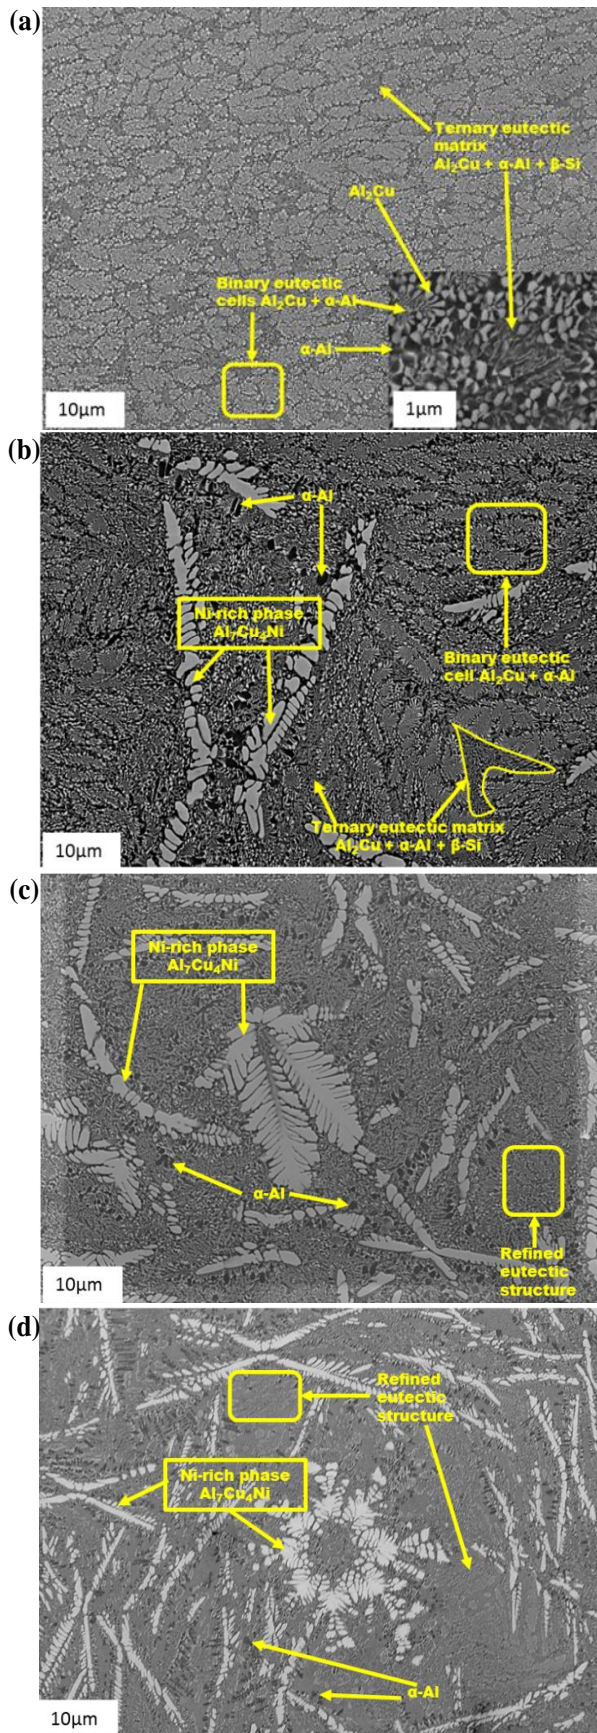 (a)
Ternary eutectic
matrix
Al₂Cu + α-Al + β-Si
Al₂Cu
Binary eutectic
cells Al₂Cu + α-Al
α-Al
10μm
1μm
(b)
α-Al
Ni-rich phase
Al₇Cu₄Ni
Binary eutectic
cell Al₂Cu + α-Al
Ternary eutectic matrix
Al₂Cu + α-Al + β-Si
10μm
(c)
Ni-rich phase
Al₇Cu₄Ni
α-Al
Refined
eutectic
structure
10μm
(d)
Refined
eutectic
structure
Ni-rich phase
Al₇Cu₄Ni
α-Al
10μm